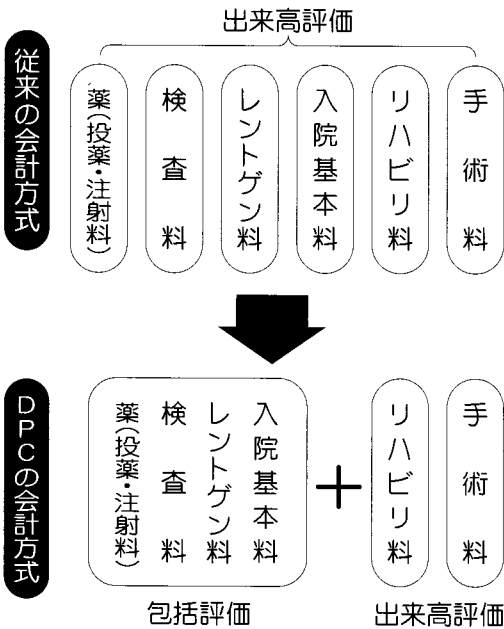 出来高評価
従来の会計方式
薬(投薬・注射料)
検査料
レントゲン料
入院基本料
リハビリ料
手術料
DPCの会計方式
薬(投薬・注射料)
検査料
レントゲン料
入院基本料
+
リハビリ料
手術料
包括評価
出来高評価